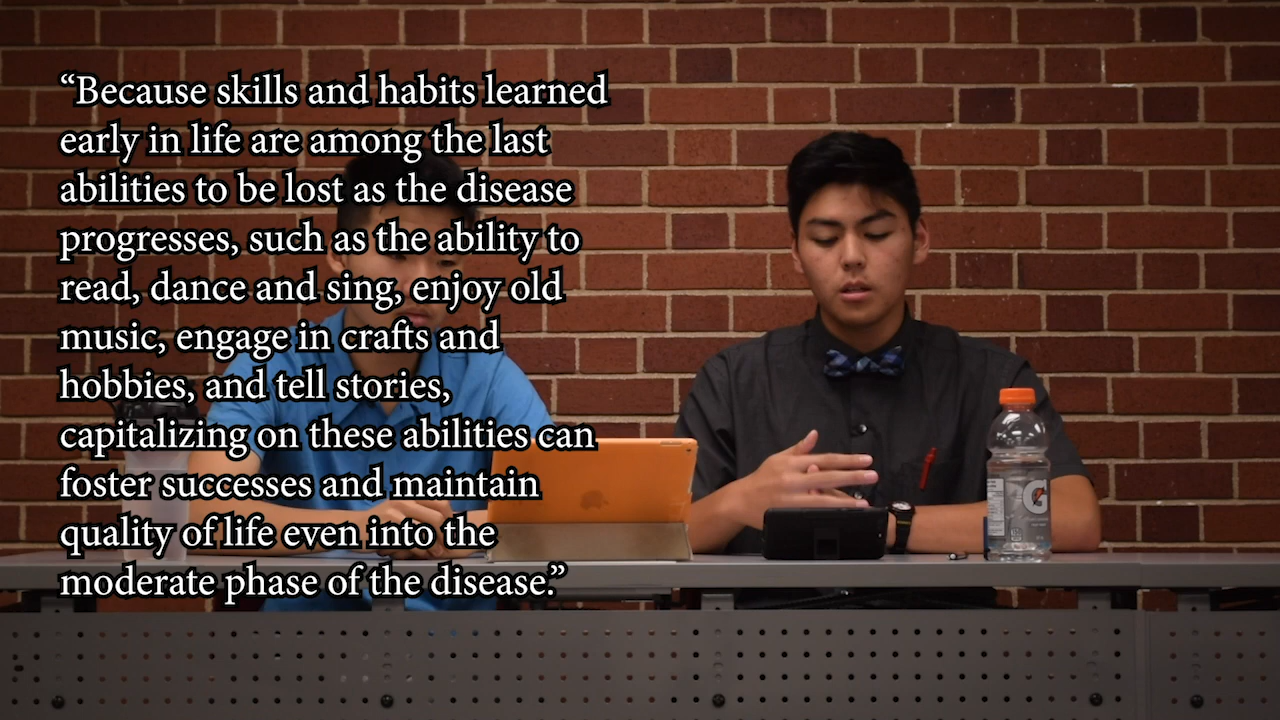 “Because skills and habits learned
early in life are among the last
abilities to be lost as the disease
progresses, such as the ability to
read, dance and sing, enjoy old
music, engage in crafts and
hobbies, and tell stories,
capitalizing on these abilities can
foster successes and maintain
quality of life even into the
moderate phase of the disease.”
G